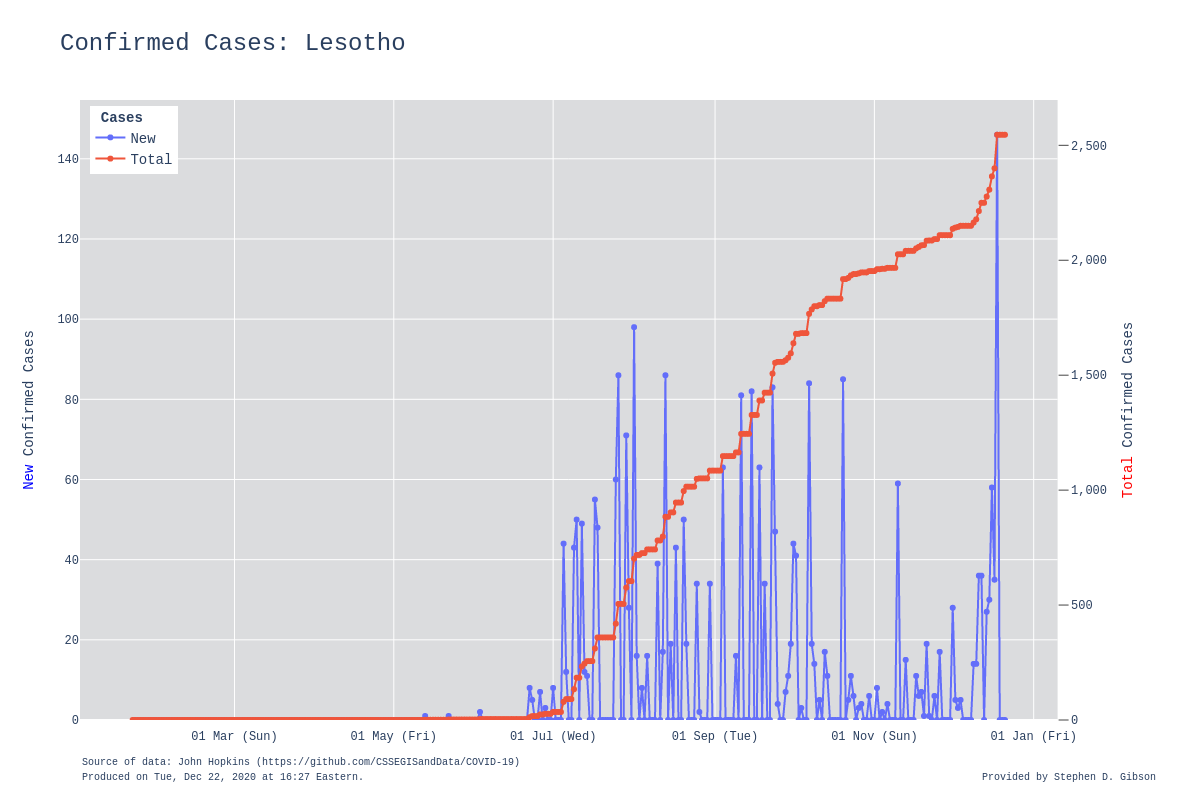 Confirmed Cases: Lesotho
Cases
New
Total
140
120
100
80
60
40
20
0
2,500
2,000
1,500
1,000
500
0
New Confirmed Cases
Total Confirmed Cases
01 Mar (Sun)
01 May (Fri)
01 Jul (Wed)
01 Sep (Tue)
01 Nov (Sun)
01 Jan (Fri)
Source of data: John Hopkins (https://github.com/CSSEGISandData/COVID-19)
Produced on Tue, Dec 22, 2020 at 16:27 Eastern.
Provided by Stephen D. Gibson